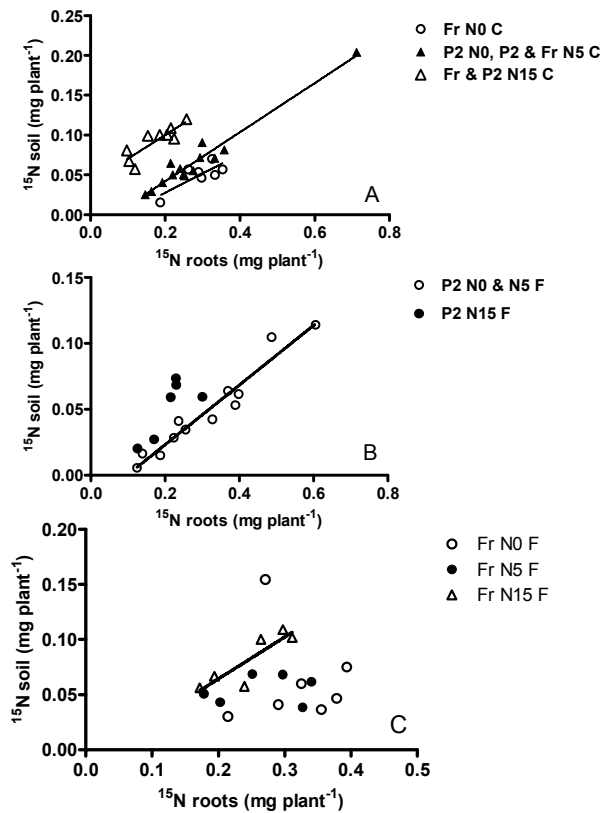 Fr N0 C
P2 N0, P2 & Fr N5 C
Fr & P2 N15 C
0.20
0.15
0.10
0.05
0.00
0.0 0.2 0.4 0.6 0.8
¹⁵N soil (mg plant⁻¹)
¹⁵N roots (mg plant⁻¹)
A
P2 N0 & N5 F
P2 N15 F
0.15
0.10
0.05
0.00
0.0 0.2 0.4 0.6 0.8
¹⁵N soil (mg plant⁻¹)
¹⁵N roots (mg plant⁻¹)
B
Fr N0 F
Fr N5 F
Fr N15 F
0.20
0.15
0.10
0.05
0.00
0.0 0.1 0.2 0.3 0.4 0.5
¹⁵N soil (mg plant⁻¹)
¹⁵N roots (mg plant⁻¹)
C